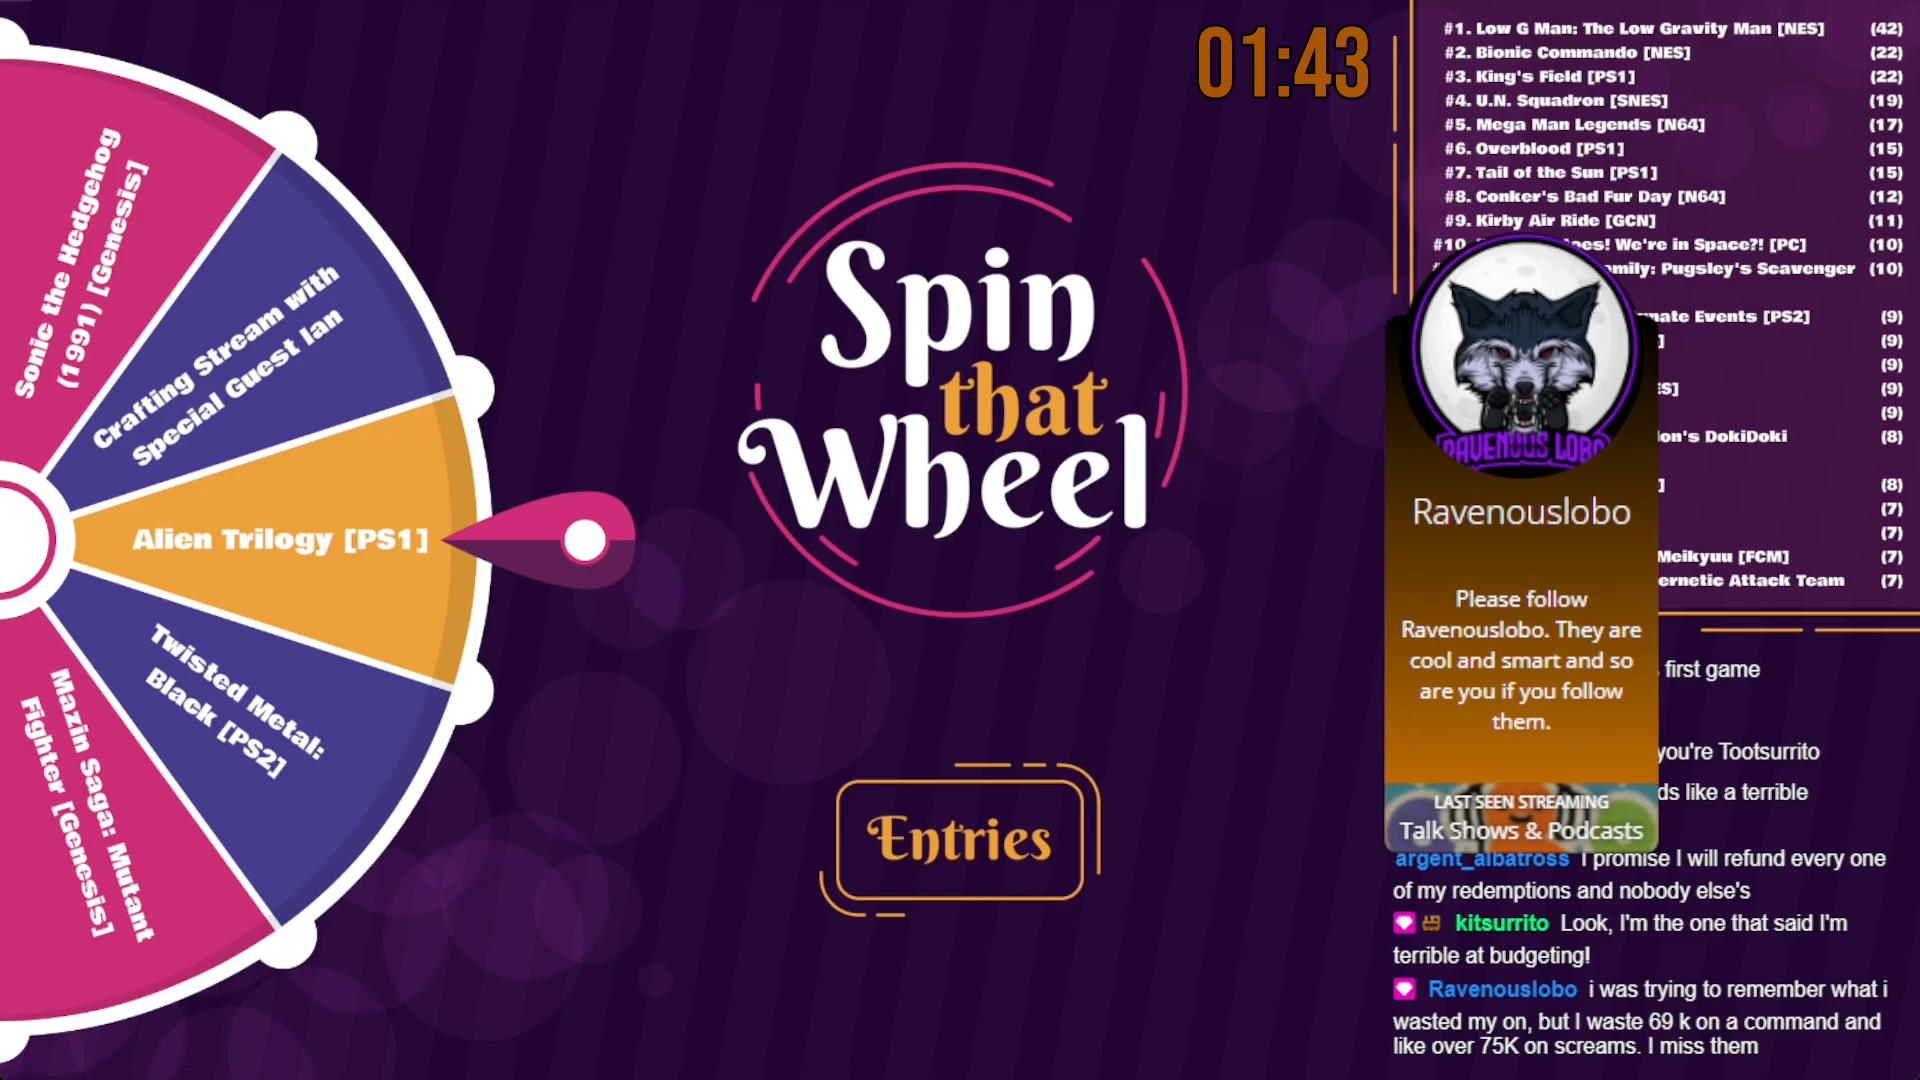 Sonic the Hedgehog
(1991) [Genesis]
Crafting Stream with
Special Guest Ian
Alien Trilogy [PS1]
Twisted Metal:
Black [PS2]
Mazin Saga: Mutant
Fighter [Genesis]
Spin
that
Wheel
Entries
01:43
#1. Low G Man: The Low Gravity Man [NES] (42)
#2. Bionic Commando [NES] (22)
#3. King's Field [PS1] (22)
#4. U.N. Squadron [SNES] (19)
#5. Mega Man Legends [N64] (17)
#6. Overblood [PS1] (15)
#7. Tail of the Sun [PS1] (15)
#8. Conker's Bad Fur Day [N64] (12)
#9. Kirby Air Ride [GCN] (11)
#10. We're in Space?! [PC] (10)
Pugsley's Scavenger (10)
Events [PS2] (9)
(9)
(9)
(9)
(9)
DokiDoki (8)
(8)
(7)
(7)
Meikyuu [FCM] (7)
Attack Team (7)
RAVENOUS LOBO
Ravenouslobo
Please follow
Ravenouslobo. They are
cool and smart and so
are you if you follow
them.
LAST SEEN STREAMING
Talk Shows & Podcasts
first game
you're Tootsurrito
like a terrible
argent_albatross I promise I will refund every one
of my redemptions and nobody else's
kitsurrito Look, I'm the one that said I'm
terrible at budgeting!
Ravenouslobo i was trying to remember what i
wasted my on, but I waste 69 k on a command and
like over 75K on screams. I miss them